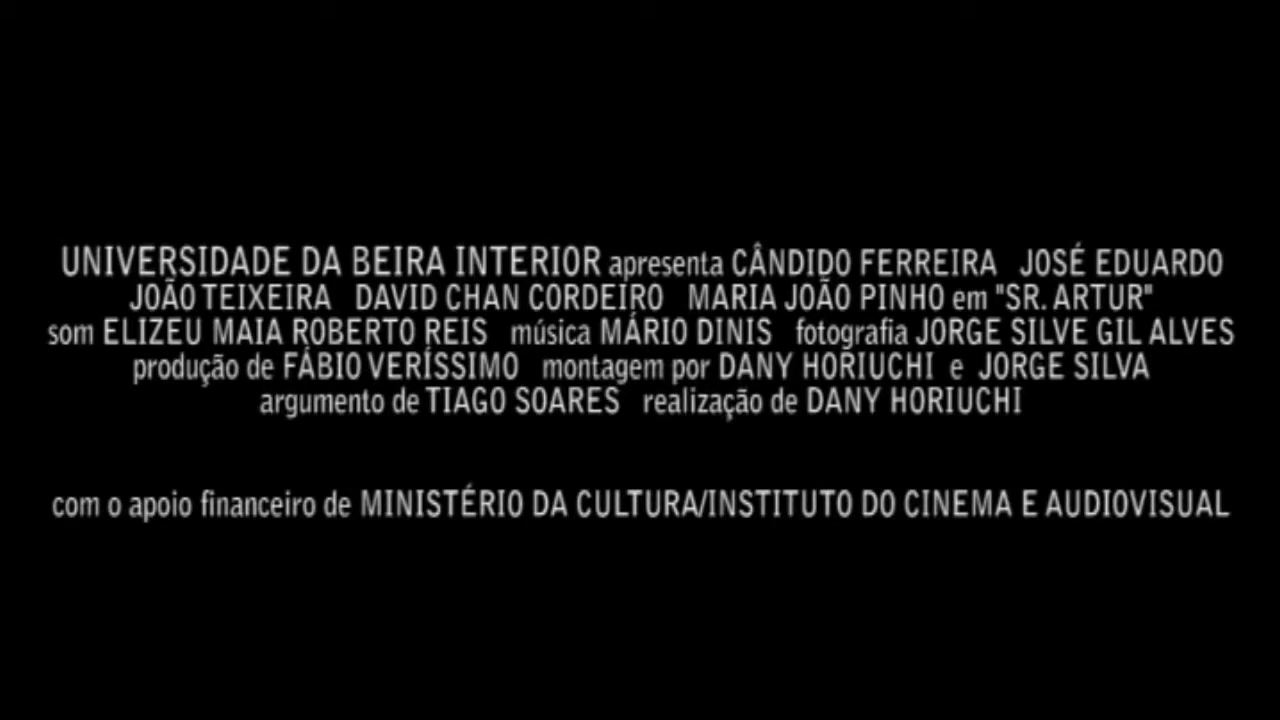 UNIVERSIDADE DA BEIRA INTERIOR apresenta CÂNDIDO FERREIRA JOSÉ EDUARDO
JOÃO TEIXEIRA DAVID CHAN CORDEIRO MARIA JOÃO PINHO em "SR. ARTUR"
som ELIZEU MAIA ROBERTO REIS música MÁRIO DINIS fotografia JORGE SILVE GIL ALVES
produção de FÁBIO VERÍSSIMO montagem por DANY HORIUCHI e JORGE SILVA
argumento de TIAGO SOARES realização de DANY HORIUCHI
com o apoio financeiro de MINISTÉRIO DA CULTURA/INSTITUTO DO CINEMA E AUDIOVISUAL